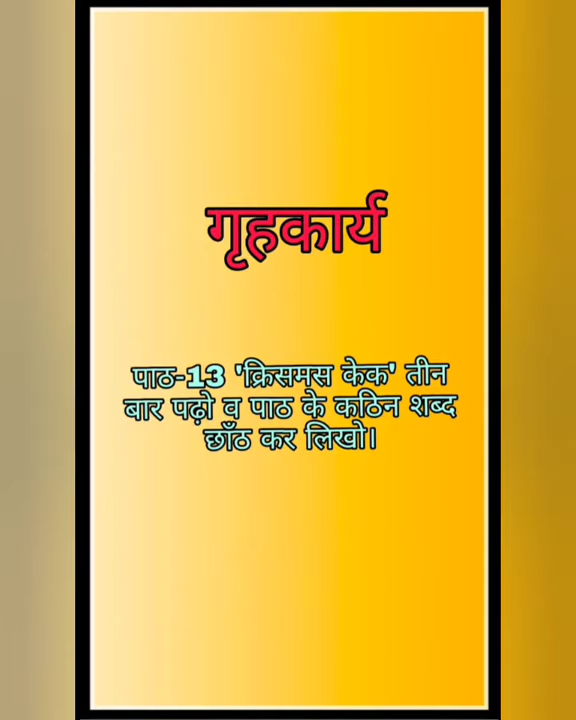 गृहकार्य
पाठ-13 'क्रिसमस केक' तीन
बार पढ़ो व पाठ के कठिन शब्द
छाँठ कर लिखो।